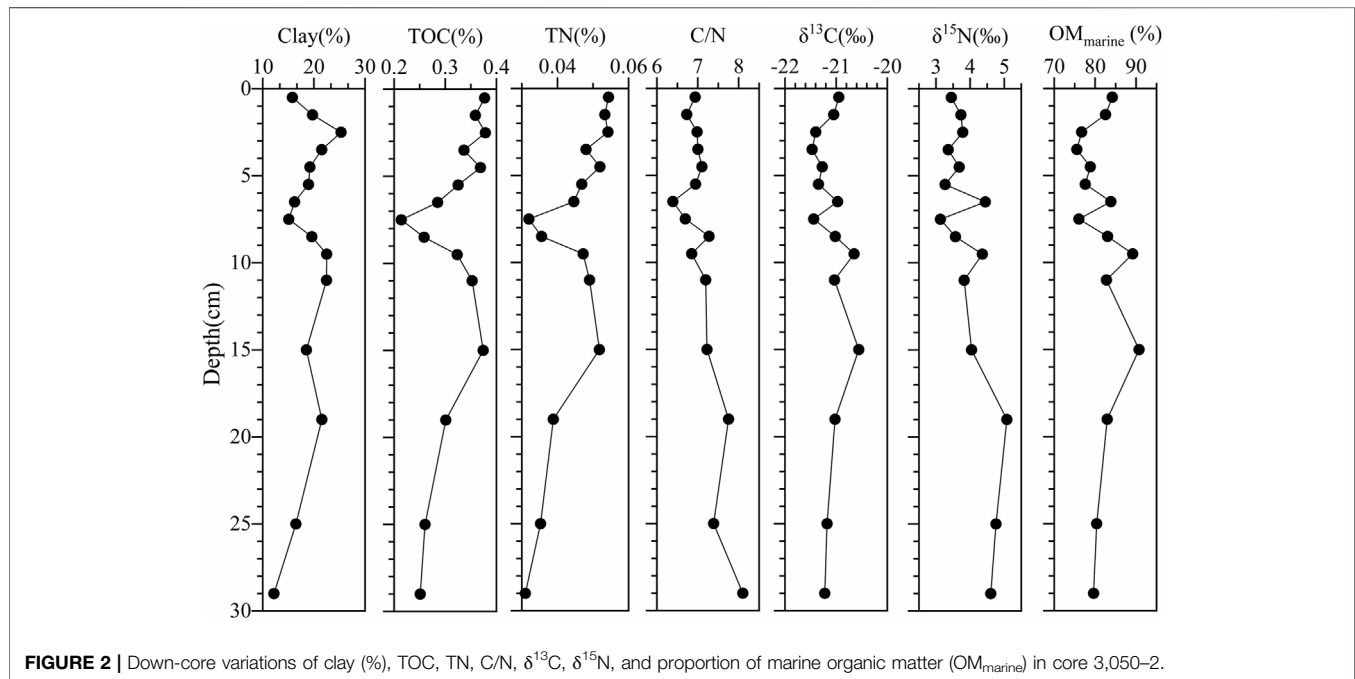 Clay(%) TOC(%) TN(%) C/N δ¹³C(‰) δ¹⁵N(‰) OMmarine (%)
10 20 30 0.2 0.3 0.4 0.04 0.06 6 7 8 -22 -21 -20 3 4 5 70 80 90
0
5
10
15
20
25
30
Depth(cm)
FIGURE 2 | Down-core variations of clay (%), TOC, TN, C/N, δ¹³C, δ¹⁵N, and proportion of marine organic matter (OMmarine) in core 3,050–2.